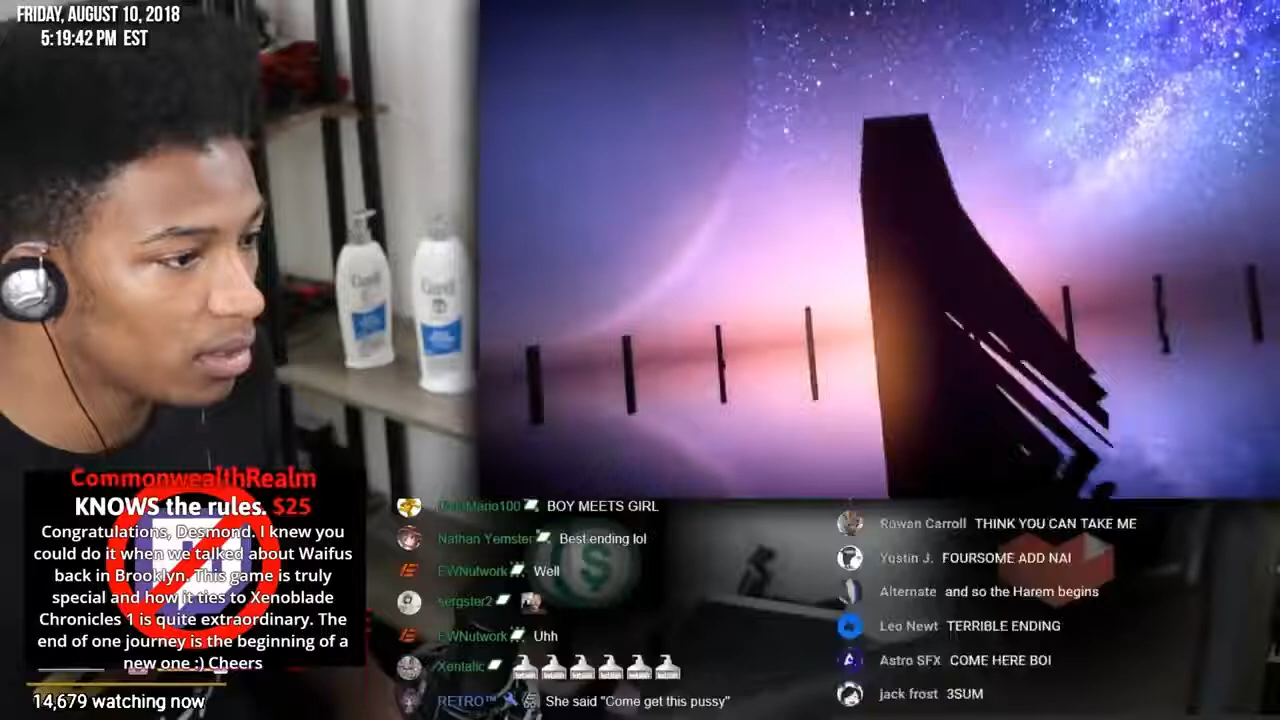 FRIDAY, AUGUST 10, 2018
5:19:42 PM EST
CommonwealthRealm
KNOWS the rules. $25
Congratulations, Desmond. I knew you
could do it when we talked about Waifus
back in Brooklyn. This game is truly
special and how it ties to Xenoblade
Chronicles 1 is quite extraordinary. The
end of one journey is the beginning of a
new one :) Cheers
14,679 watching now
BOY MEETS GIRL
Nathan Yemster Best ending lol
EWNutwork Well
sergster2
EWNutwork Uhh
Xentalic
RETRO™ She said "Come get this pussy"
Rowan Carroll THINK YOU CAN TAKE ME
Yostin J. FOURSOME ADD NAI
Alternate and so the Harem begins
Leo Newt TERRIBLE ENDING
Astro SFX COME HERE BOI
jack frost 3SUM
Curél
Curél